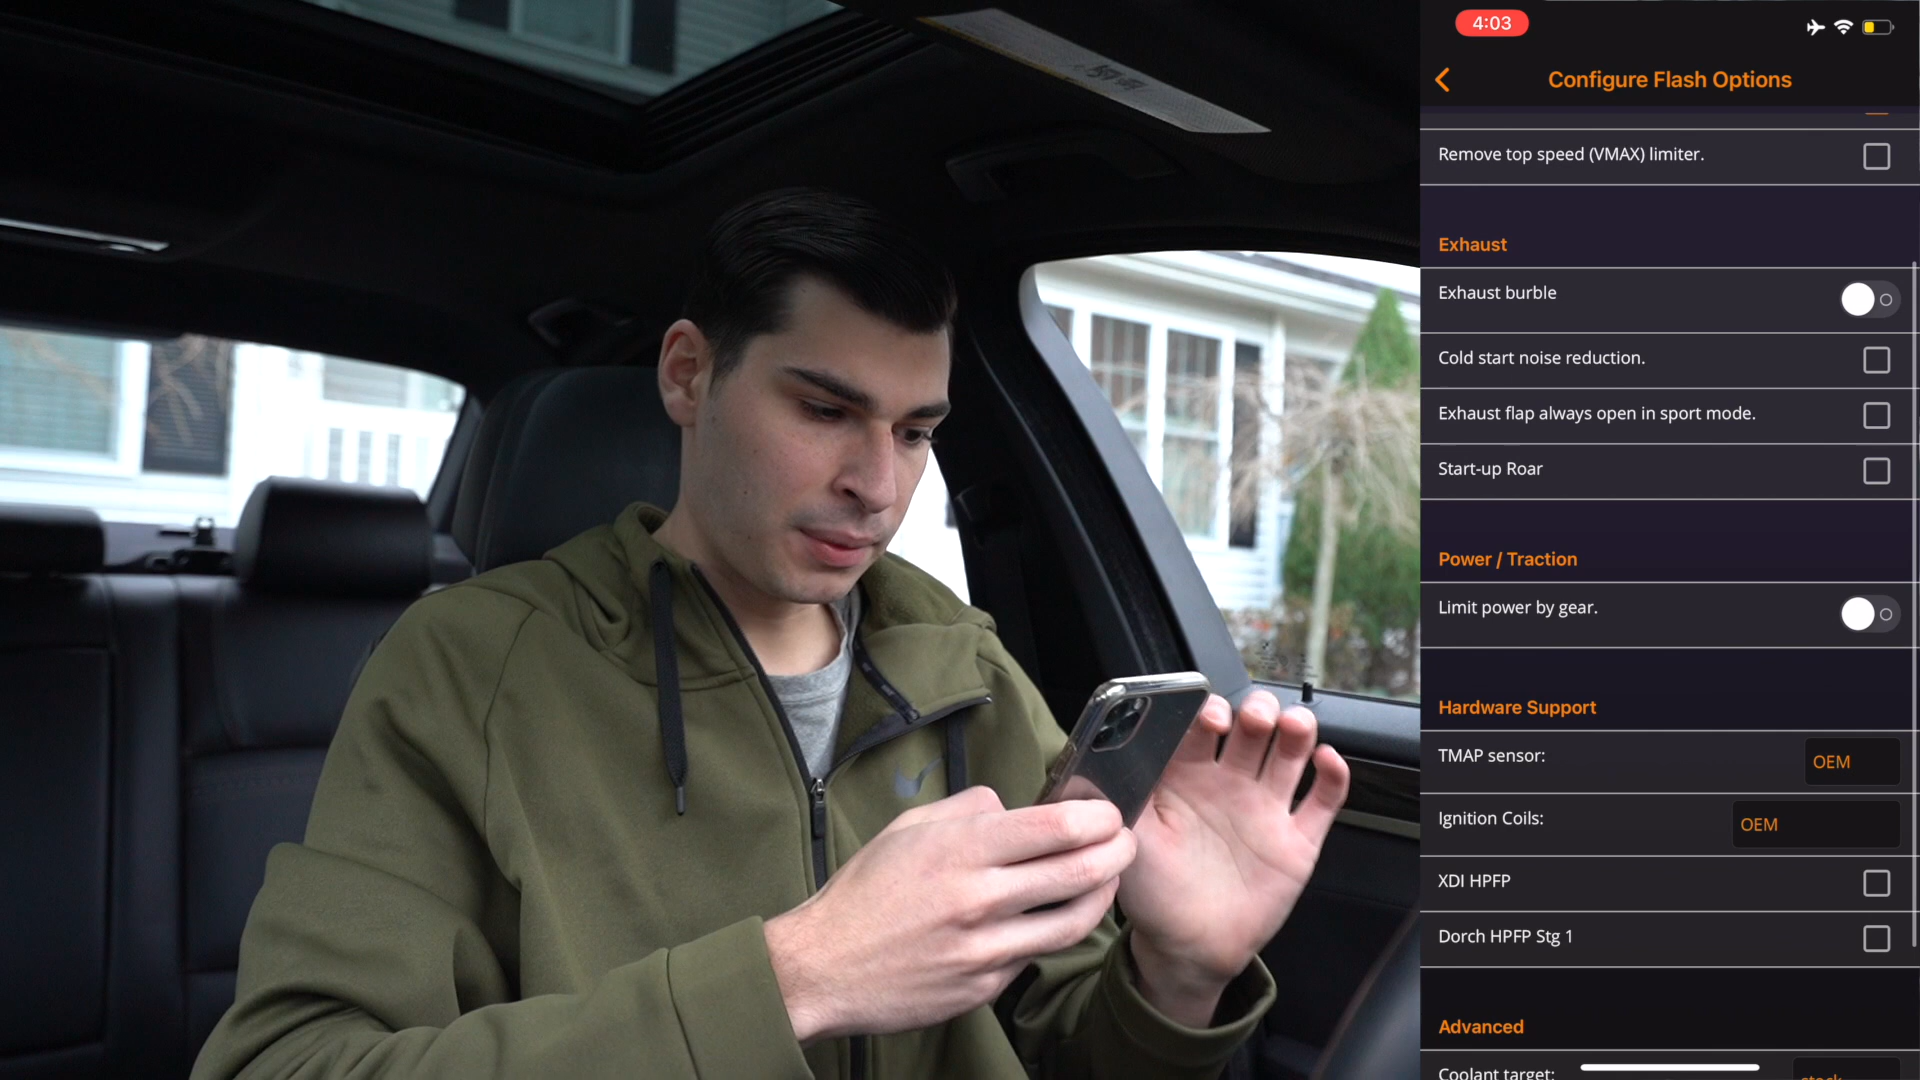 4:03
Configure Flash Options
Remove top speed (VMAX) limiter.
Exhaust
Exhaust burble
Cold start noise reduction.
Exhaust flap always open in sport mode.
Start-up Roar
Power / Traction
Limit power by gear.
Hardware Support
TMAP sensor: OEM
Ignition Coils: OEM
XDI HPFP
Dorch HPFP Stg 1
Advanced
Coolant target: stock